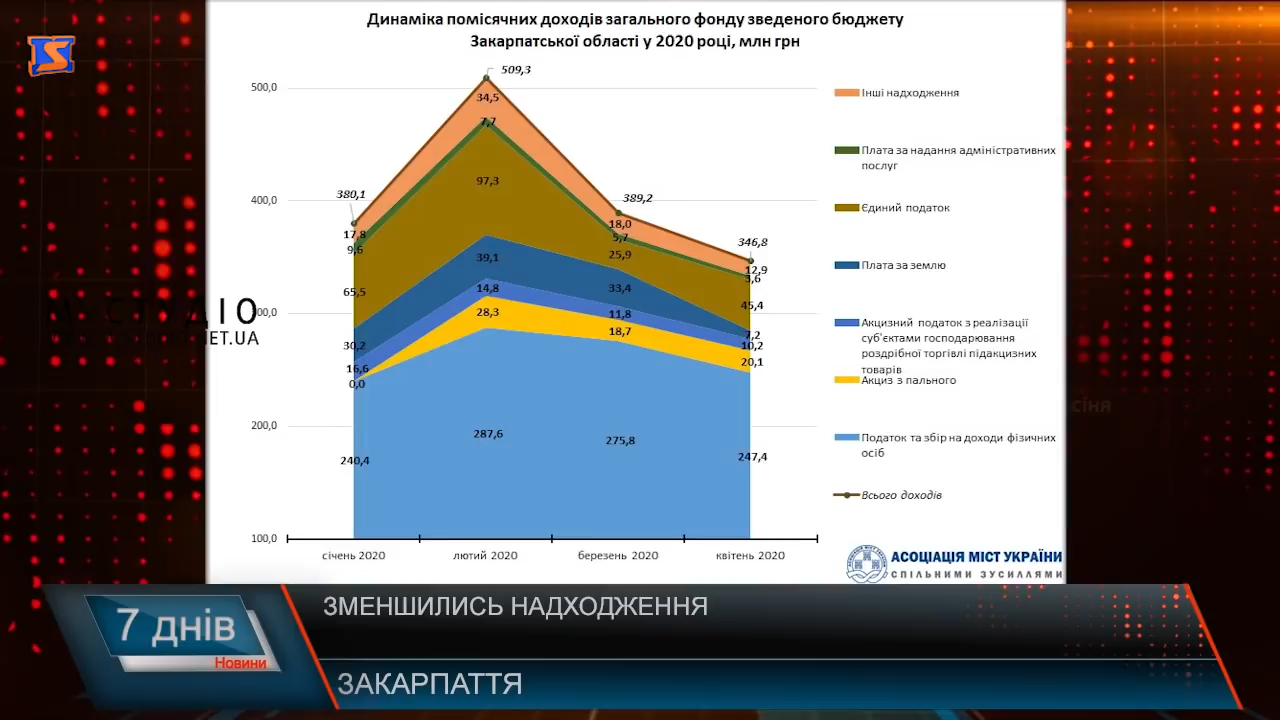 Динаміка помісячних доходів загального фонду зведеного бюджету
Закарпатської області у 2020 році, млн грн
500,0
400,0
200,0
100,0
380,1
17,8
9,6
65,5
30,2
16,6
0,0
240,4
509,3
34,5
7,7
97,3
39,1
14,8
28,3
287,6
389,2
18,0
5,7
25,9
33,4
11,8
18,7
275,8
346,8
12,9
3,6
45,4
7,2
10,2
20,1
247,4
січень 2020
лютий 2020
березень 2020
квітень 2020
Інші надходження
Плата за надання адміністративних
послуг
Єдиний податок
Плата за землю
Акцизний податок з реалізації
суб'єктами господарювання
роздрібної торгівлі підакцизних
товарів
Акциз з пального
Податок та збір на доходи фізичних
осіб
Всього доходів
АСОЦІАЦІЯ МІСТ УКРАЇНИ
СПІЛЬНИМИ ЗУСИЛЛЯМИ
7 днів
Новини
ЗМЕНШИЛИСЬ НАДХОДЖЕННЯ
ЗАКАРПАТТЯ